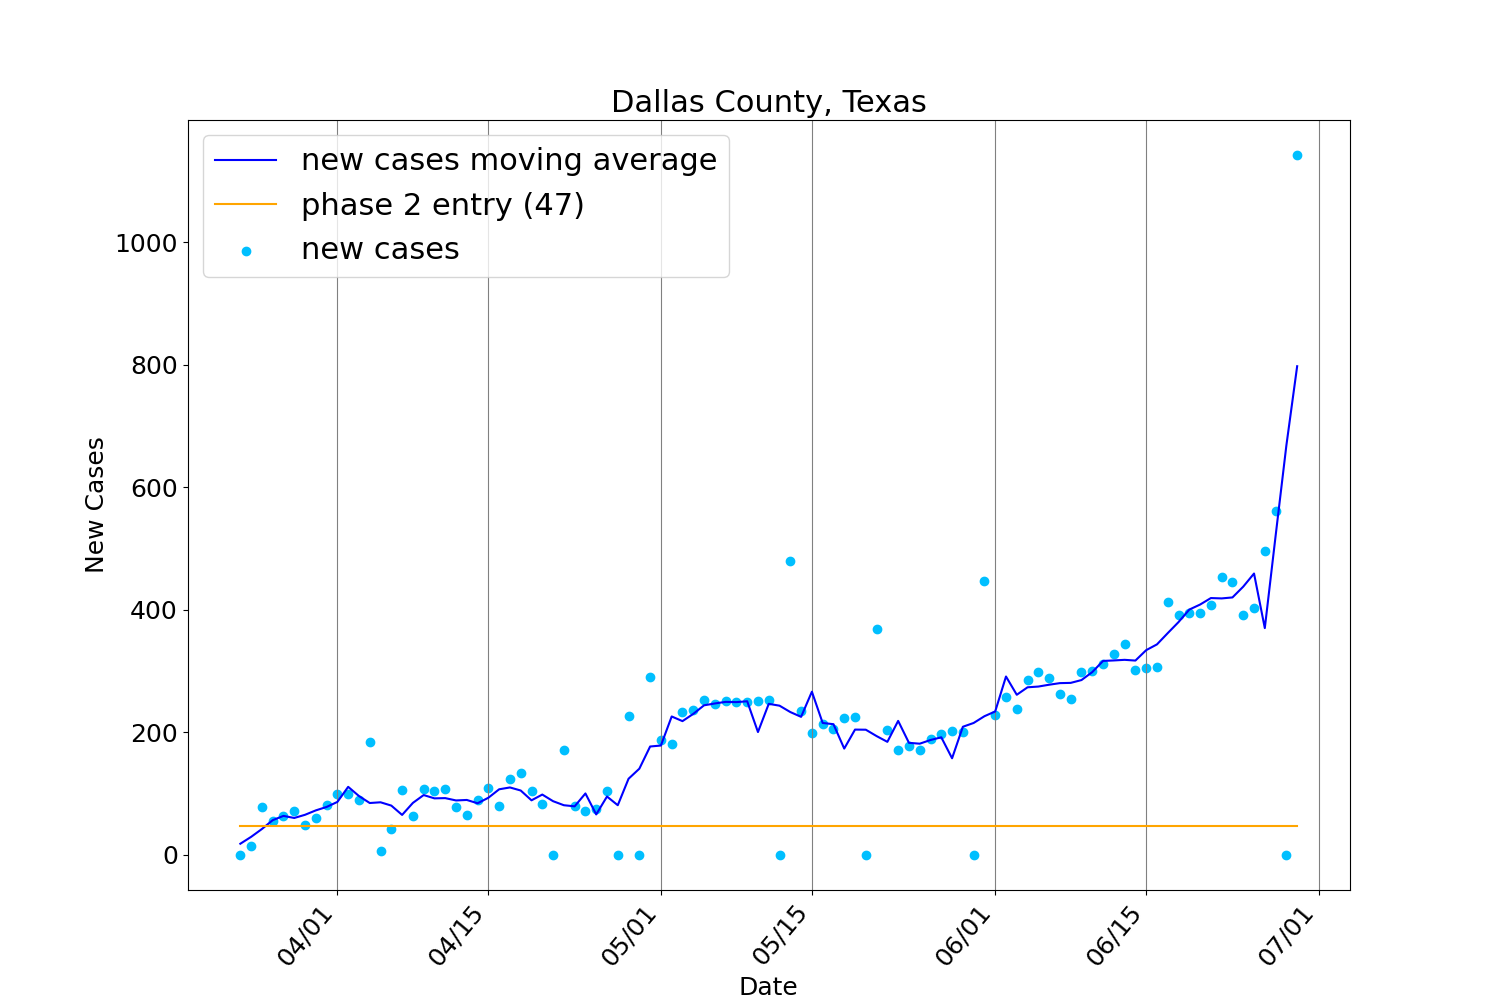 Dallas County, Texas
new cases moving average
phase 2 entry (47)
new cases
1000
800
600
400
200
0
New Cases
04/01
04/15
05/01
05/15
06/01
06/15
07/01
Date